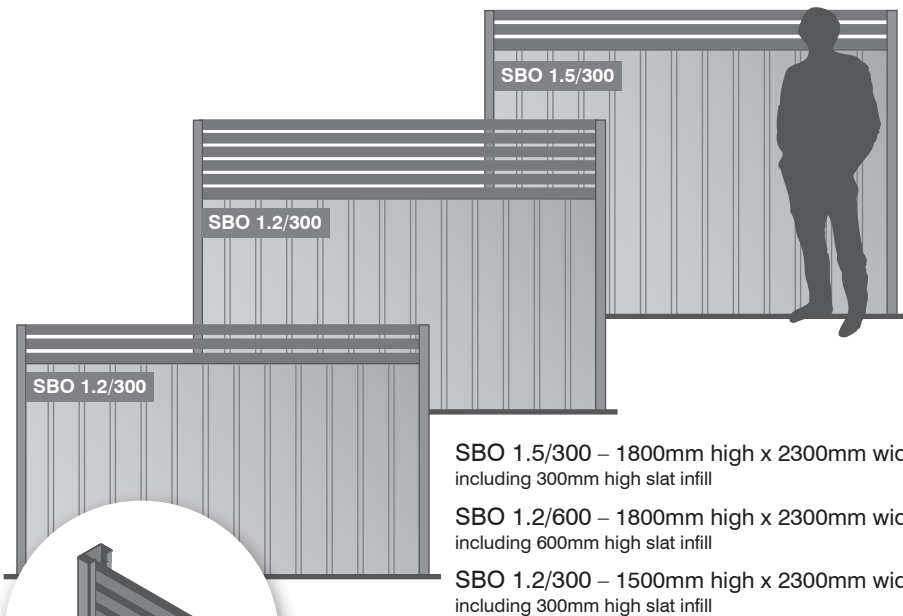 SBO 1.5/300
SBO 1.2/300
SBO 1.2/300
SBO 1.5/300 – 1800mm high x 2300mm wid
including 300mm high slat infill
SBO 1.2/600 – 1800mm high x 2300mm wid
including 600mm high slat infill
SBO 1.2/300 – 1500mm high x 2300mm wid
including 300mm high slat infill